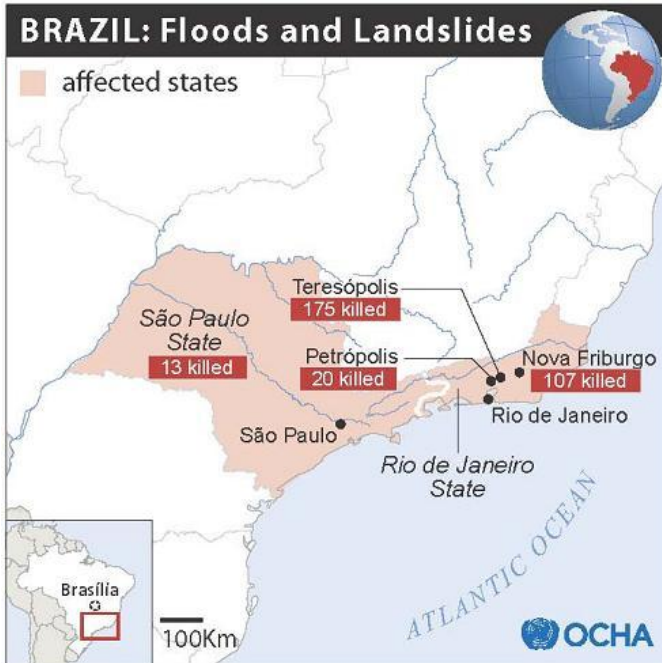 BRAZIL: Floods and Landslides
affected states
Teresópolis
175 killed
São Paulo
State
13 killed
Petrópolis
20 killed
Nova Friburgo
107 killed
São Paulo
Rio de Janeiro
Rio de Janeiro
State
ATLANTIC OCEAN
Brasília
100Km
OCHA